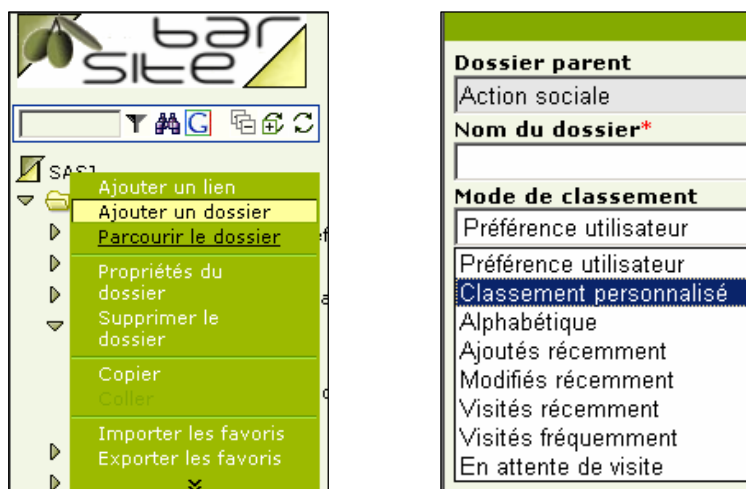 bar
site
G
SAS1
Ajouter un lien
Ajouter un dossier
Parcourir le dossier
Propriétés du
dossier
Supprimer le
dossier
Copier
Coller
Importer les favoris
Exporter les favoris
Dossier parent
Action sociale
Nom du dossier*
Mode de classement
Préférence utilisateur
Préférence utilisateur
Classement personnalisé
Alphabétique
Ajoutés récemment
Modifiés récemment
Visités récemment
Visités fréquemment
En attente de visite